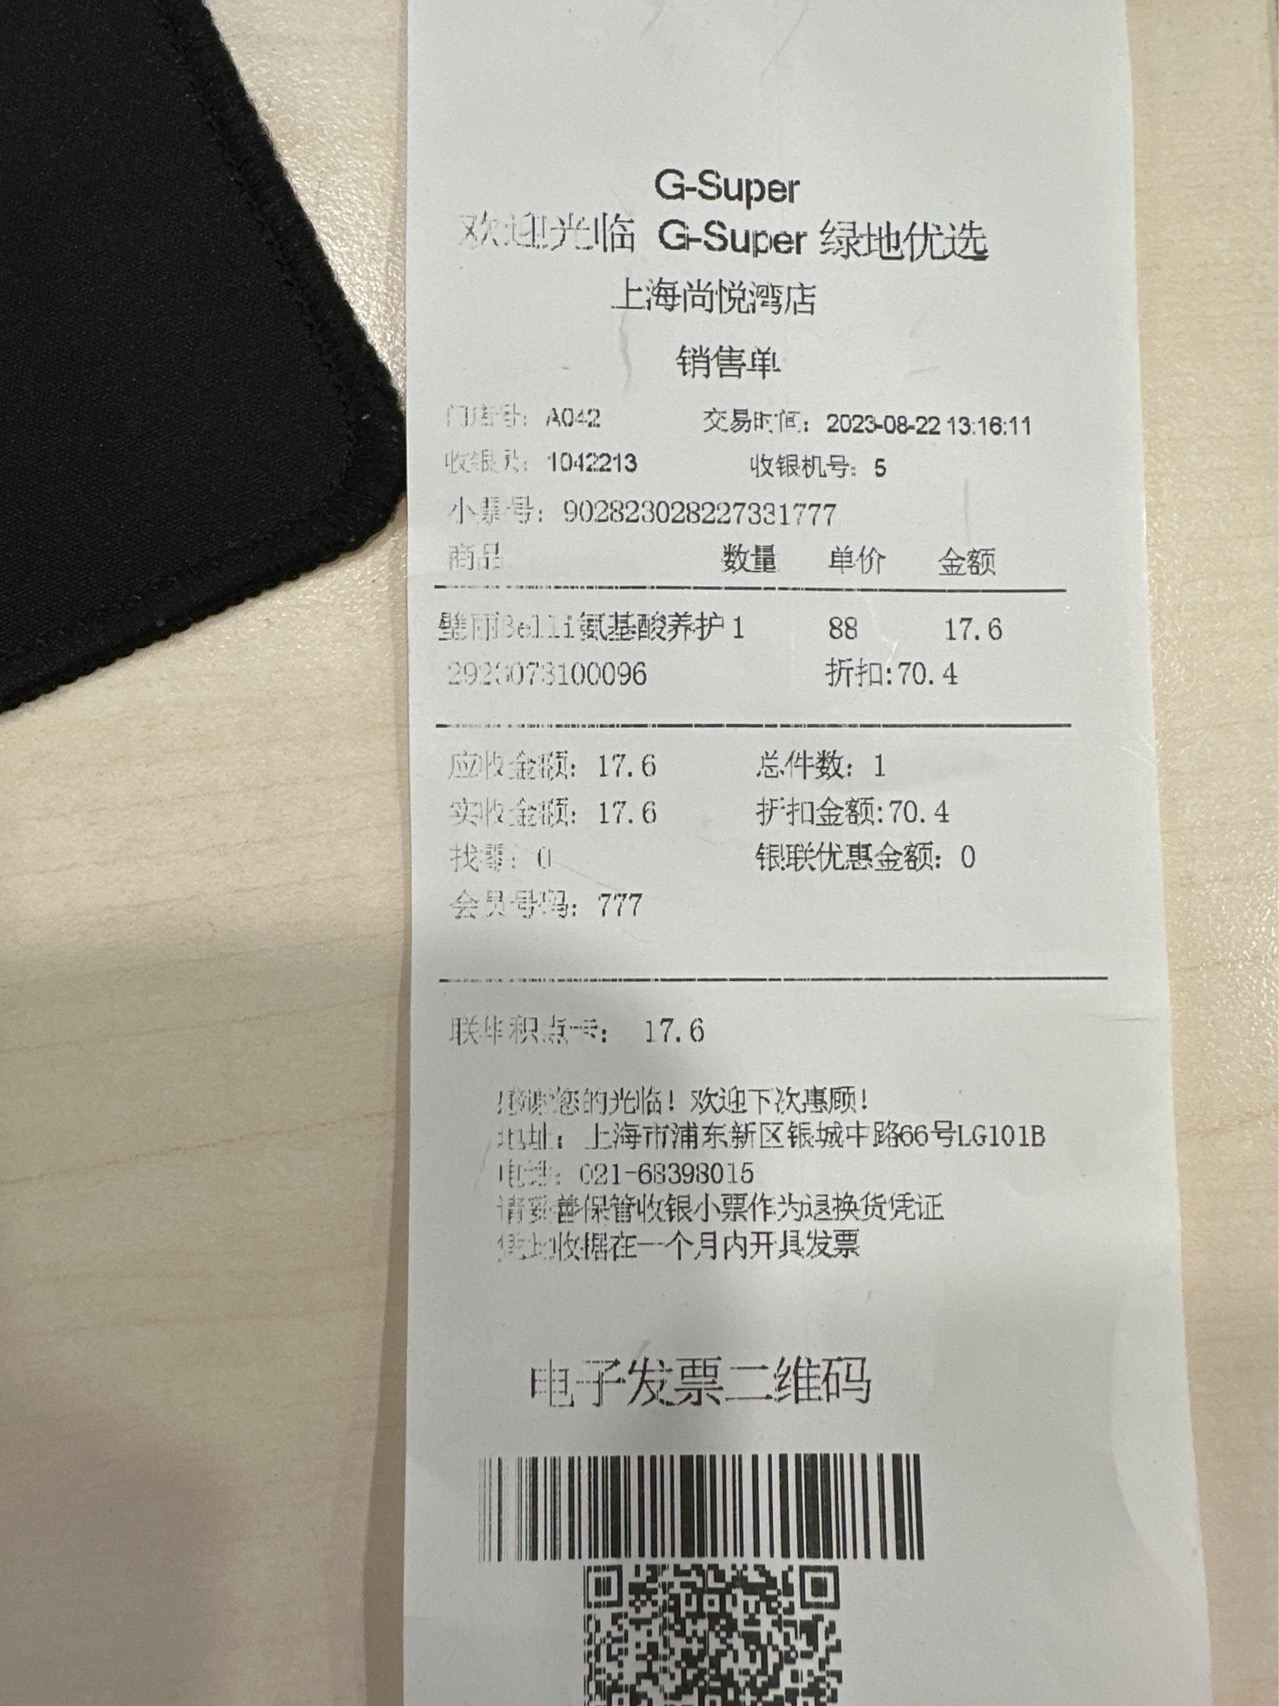 G-Super
欢迎光临 G-Super 绿地优选
上海尚悦湾店
销售单
门店号: A042 交易时间: 2023-08-22 13:16:11
收银员: 1042213 收银机号: 5
小票号: 902823028227331777
商品 数量 单价 金额
璧丽Belli氨基酸养护 1 88 17.6
2923073100096 折扣:70.4
应收金额: 17.6 总件数: 1
实收金额: 17.6 折扣金额:70.4
找零: 0 银联优惠金额: 0
会员号码: 777
联华积点卡: 17.6
感谢您的光临! 欢迎下次惠顾!
地址: 上海市浦东新区银城中路66号LG101B
电话: 021-68398015
请妥善保管收银小票作为退换货凭证
凭此收据在一个月内开具发票
电子发票二维码